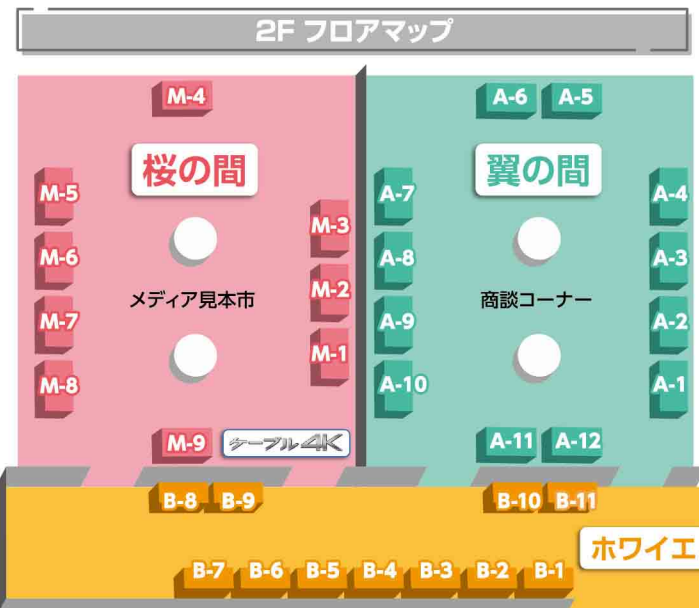 2F フロアマップ
M-4
A-6 A-5
桜の間
翼の間
M-5
A-7
A-4
M-3
M-6
A-8
A-3
M-2
メディア見本市
商談コーナー
M-7
A-9
A-2
M-1
M-8
A-10
A-1
M-9
ケーブル4K
A-11 A-12
B-8 B-9
B-10 B-11
ホワイエ
B-7 B-6 B-5 B-4 B-3 B-2 B-1